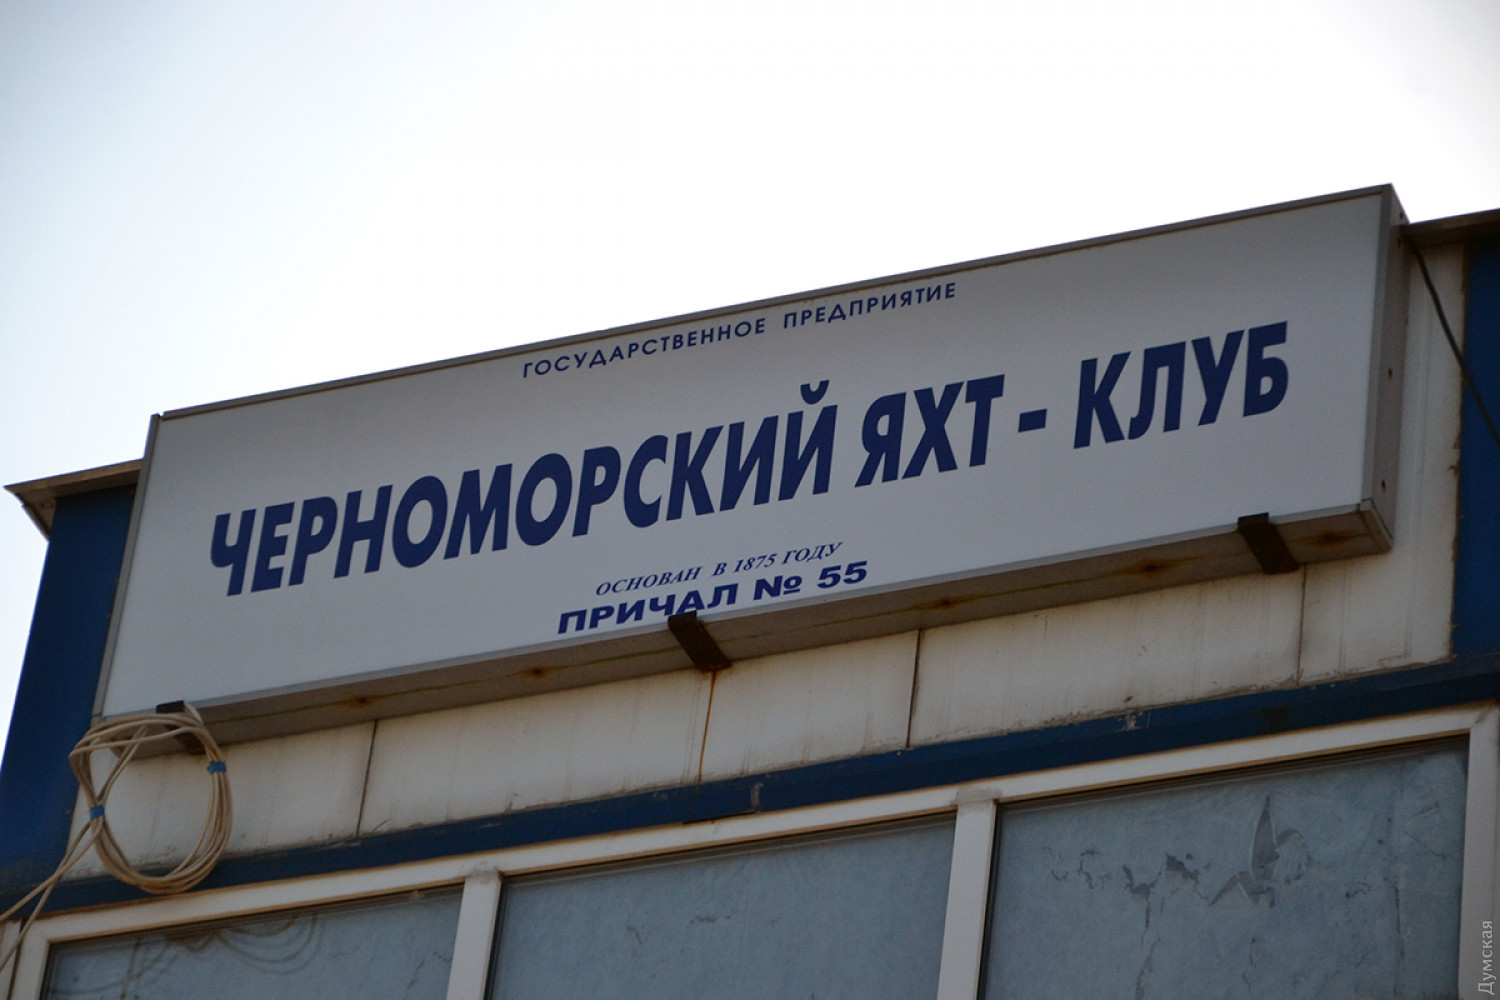 ГОСУДАРСТВЕННОЕ ПРЕДПРИЯТИЕ
ЧЕРНОМОРСКИЙ ЯХТ - КЛУБ
ОСНОВАН В 1875 ГОДУ
ПРИЧАЛ № 55
Думская